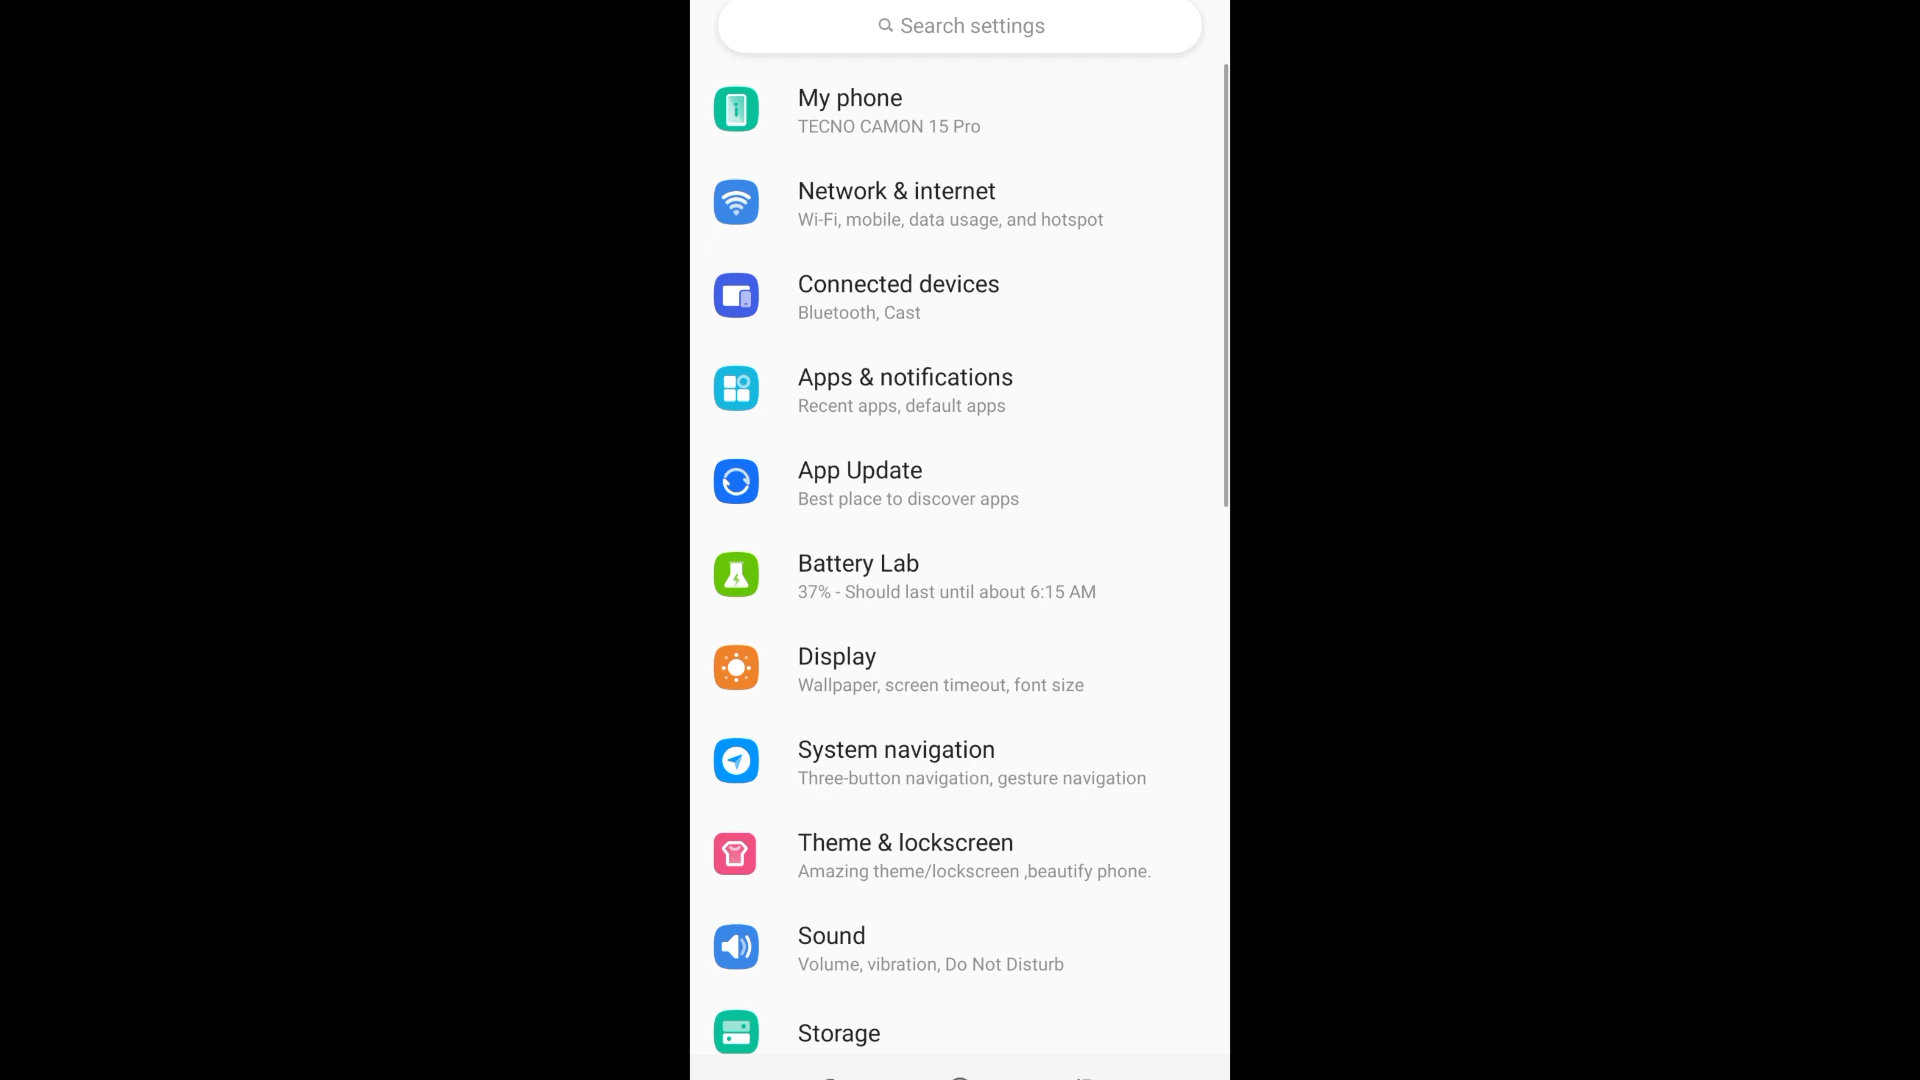 Search settings
My phone
TECNO CAMON 15 Pro
Network & internet
Wi-Fi, mobile, data usage, and hotspot
Connected devices
Bluetooth, Cast
Apps & notifications
Recent apps, default apps
App Update
Best place to discover apps
Battery Lab
37% - Should last until about 6:15 AM
Display
Wallpaper, screen timeout, font size
System navigation
Three-button navigation, gesture navigation
Theme & lockscreen
Amazing theme/lockscreen ,beautify phone.
Sound
Volume, vibration, Do Not Disturb
Storage